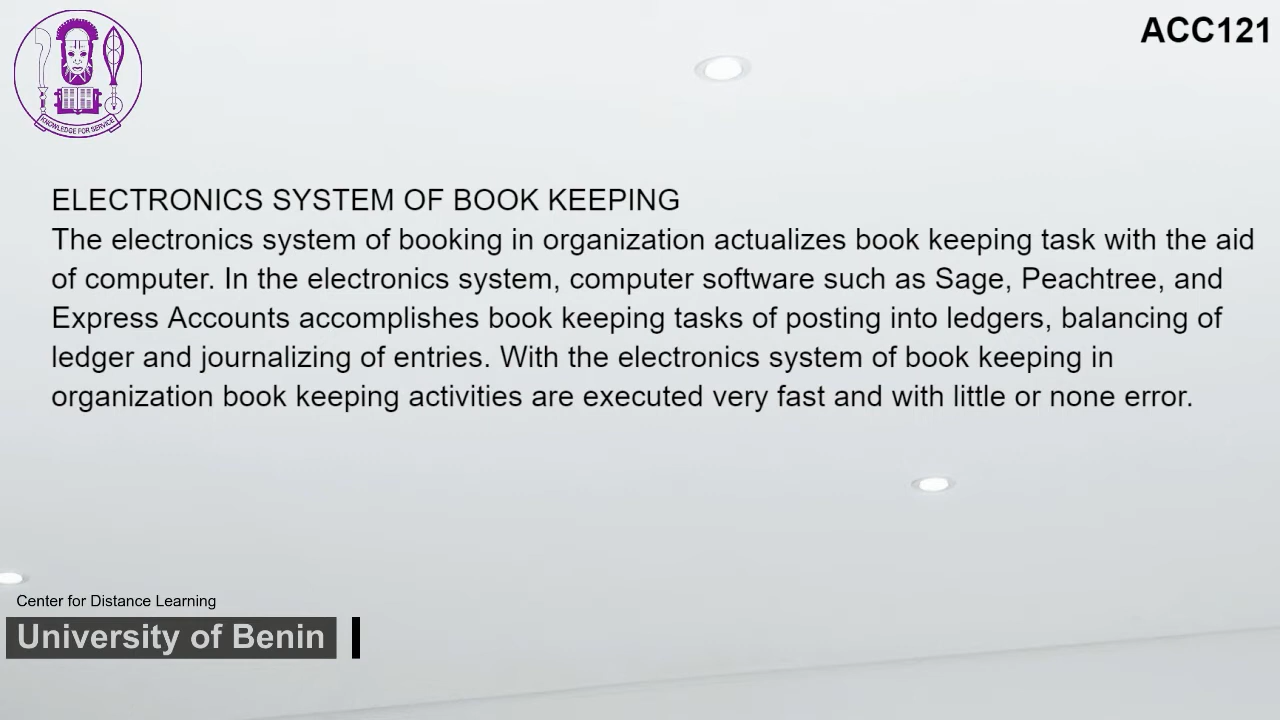 ACC121
KNOWLEDGE FOR SERVICE
ELECTRONICS SYSTEM OF BOOK KEEPING
The electronics system of booking in organization actualizes book keeping task with the aid
of computer. In the electronics system, computer software such as Sage, Peachtree, and
Express Accounts accomplishes book keeping tasks of posting into ledgers, balancing of
ledger and journalizing of entries. With the electronics system of book keeping in
organization book keeping activities are executed very fast and with little or none error.
Center for Distance Learning
University of Benin